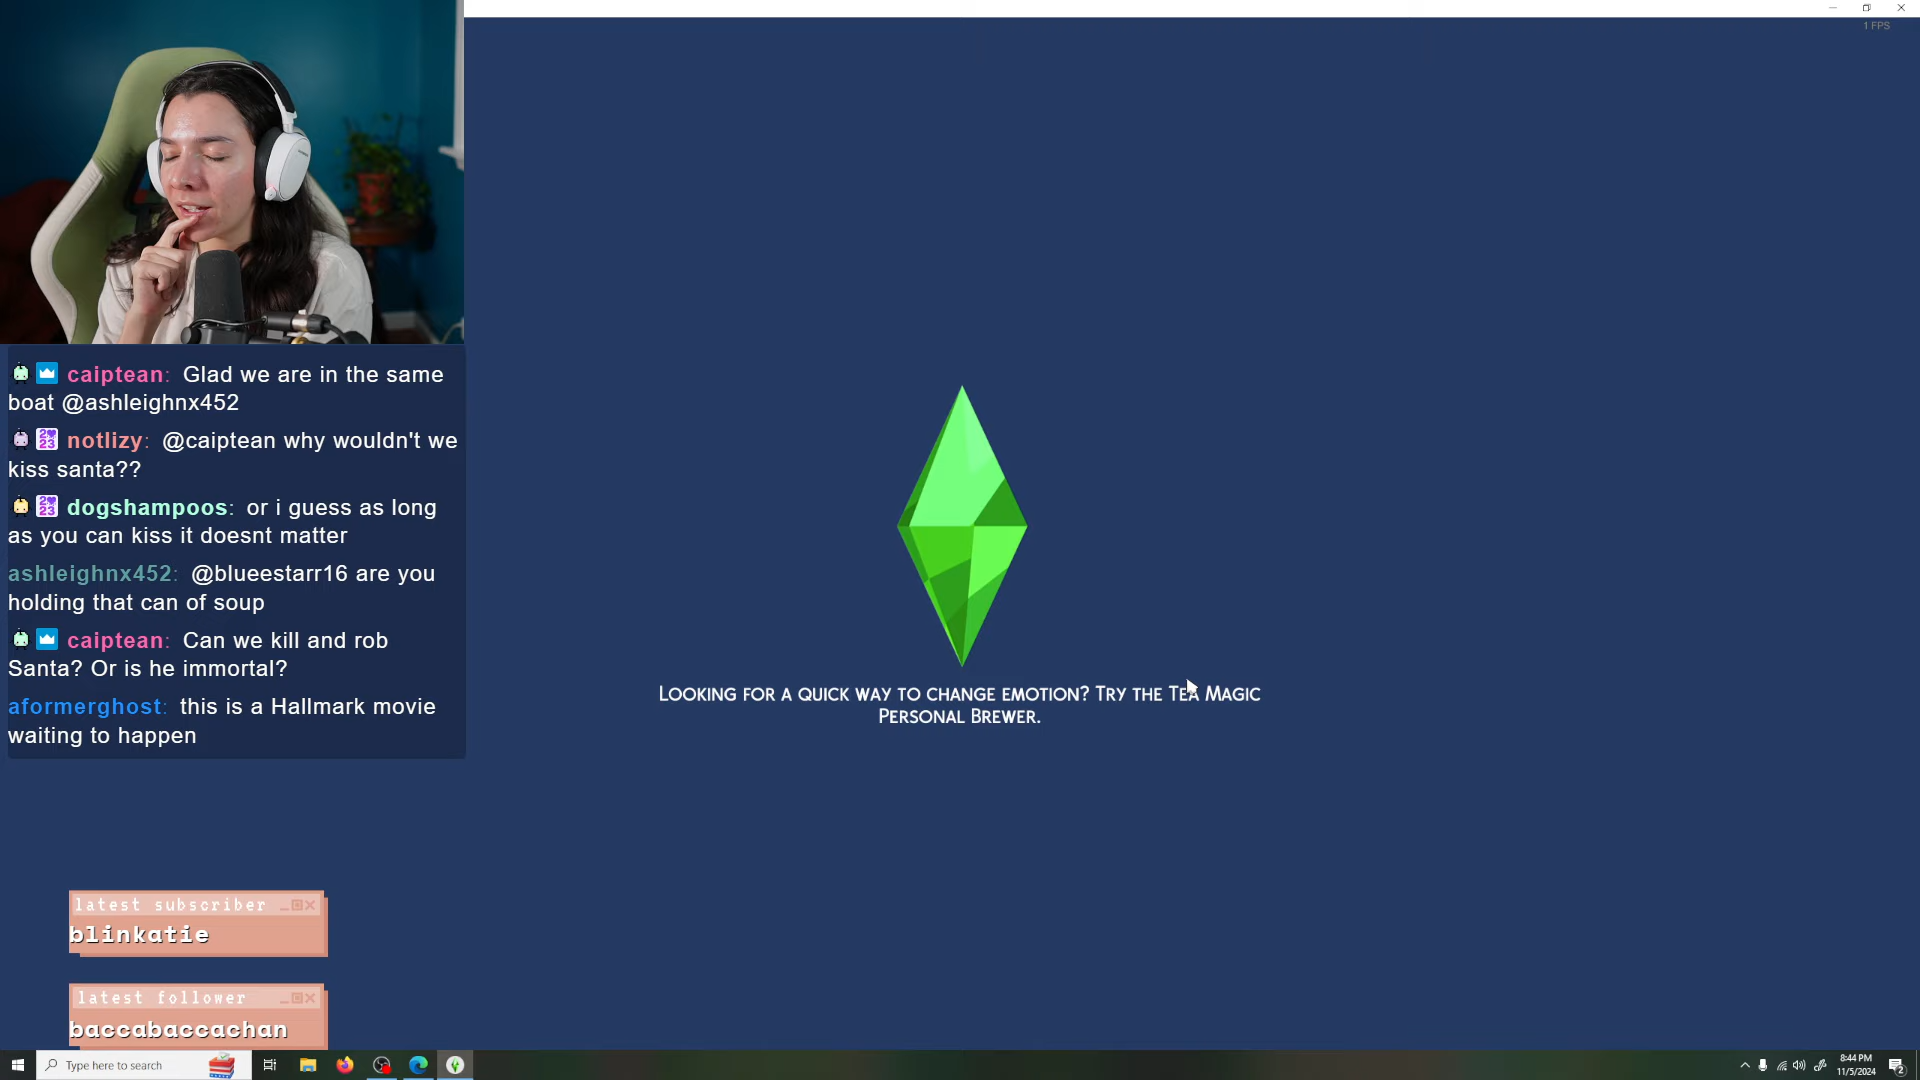 1 FPS
caiptean: Glad we are in the same
boat @ashleighnx452
notlizy: @caiptean why wouldn't we
kiss santa??
dogshampoos: or i guess as long
as you can kiss it doesnt matter
ashleighnx452: @blueestarr16 are you
holding that can of soup
caiptean: Can we kill and rob
Santa? Or is he immortal?
aformerghost: this is a Hallmark movie
waiting to happen
LOOKING FOR A QUICK WAY TO CHANGE EMOTION? TRY THE TEA MAGIC
PERSONAL BREWER.
latest subscriber
blinkatie
latest follower
baccabaccachan
Type here to search
8:44 PM
11/5/2024
2